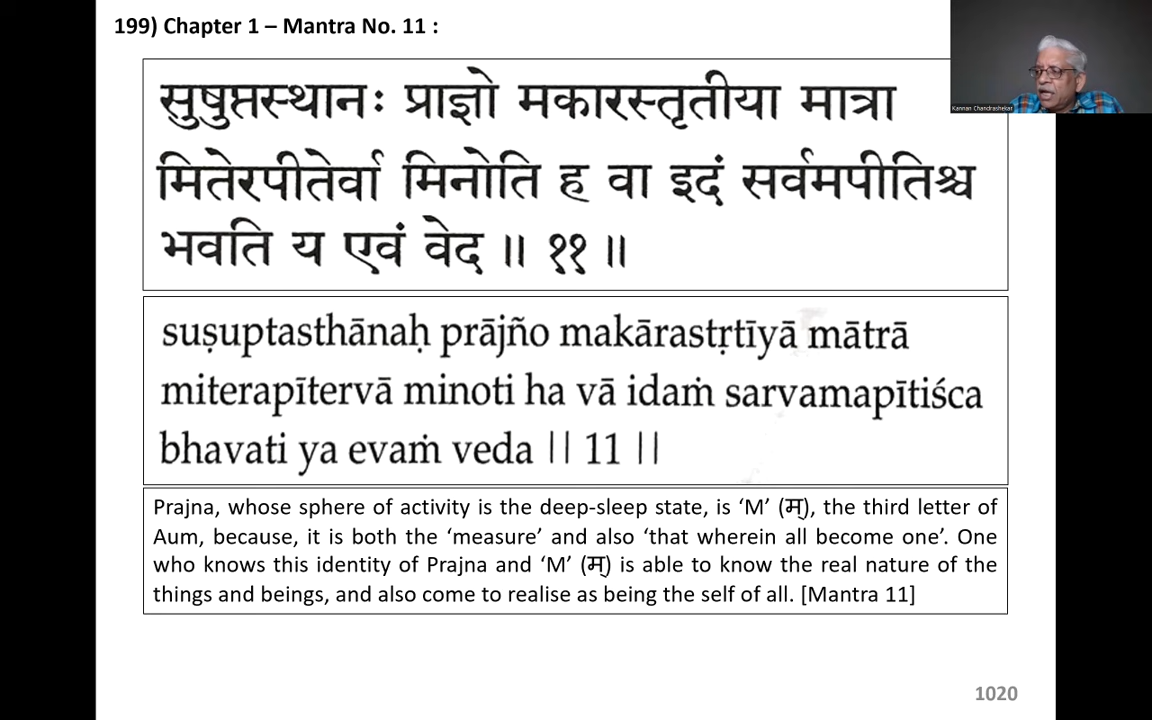 199) Chapter 1 – Mantra No. 11 :
Kannan Chandrashekar
सुषुप्तस्थानः प्राज्ञो मकारस्तृतीया मात्रा
मितेरपीतेर्वा मिनोति ह वा इदं सर्वमपीतिश्च
भवति य एवं वेद ॥ ११ ॥
suṣuptasthānaḥ prājño makārastṛtīyā mātrā
miterapītervā minoti ha vā idaṁ sarvamapītiśca
bhavati ya evaṁ veda || 11 ||
Prajna, whose sphere of activity is the deep-sleep state, is ‘M’ (म्), the third letter of
Aum, because, it is both the ‘measure’ and also ‘that wherein all become one’. One
who knows this identity of Prajna and ‘M’ (म्) is able to know the real nature of the
things and beings, and also come to realise as being the self of all. [Mantra 11]
1020